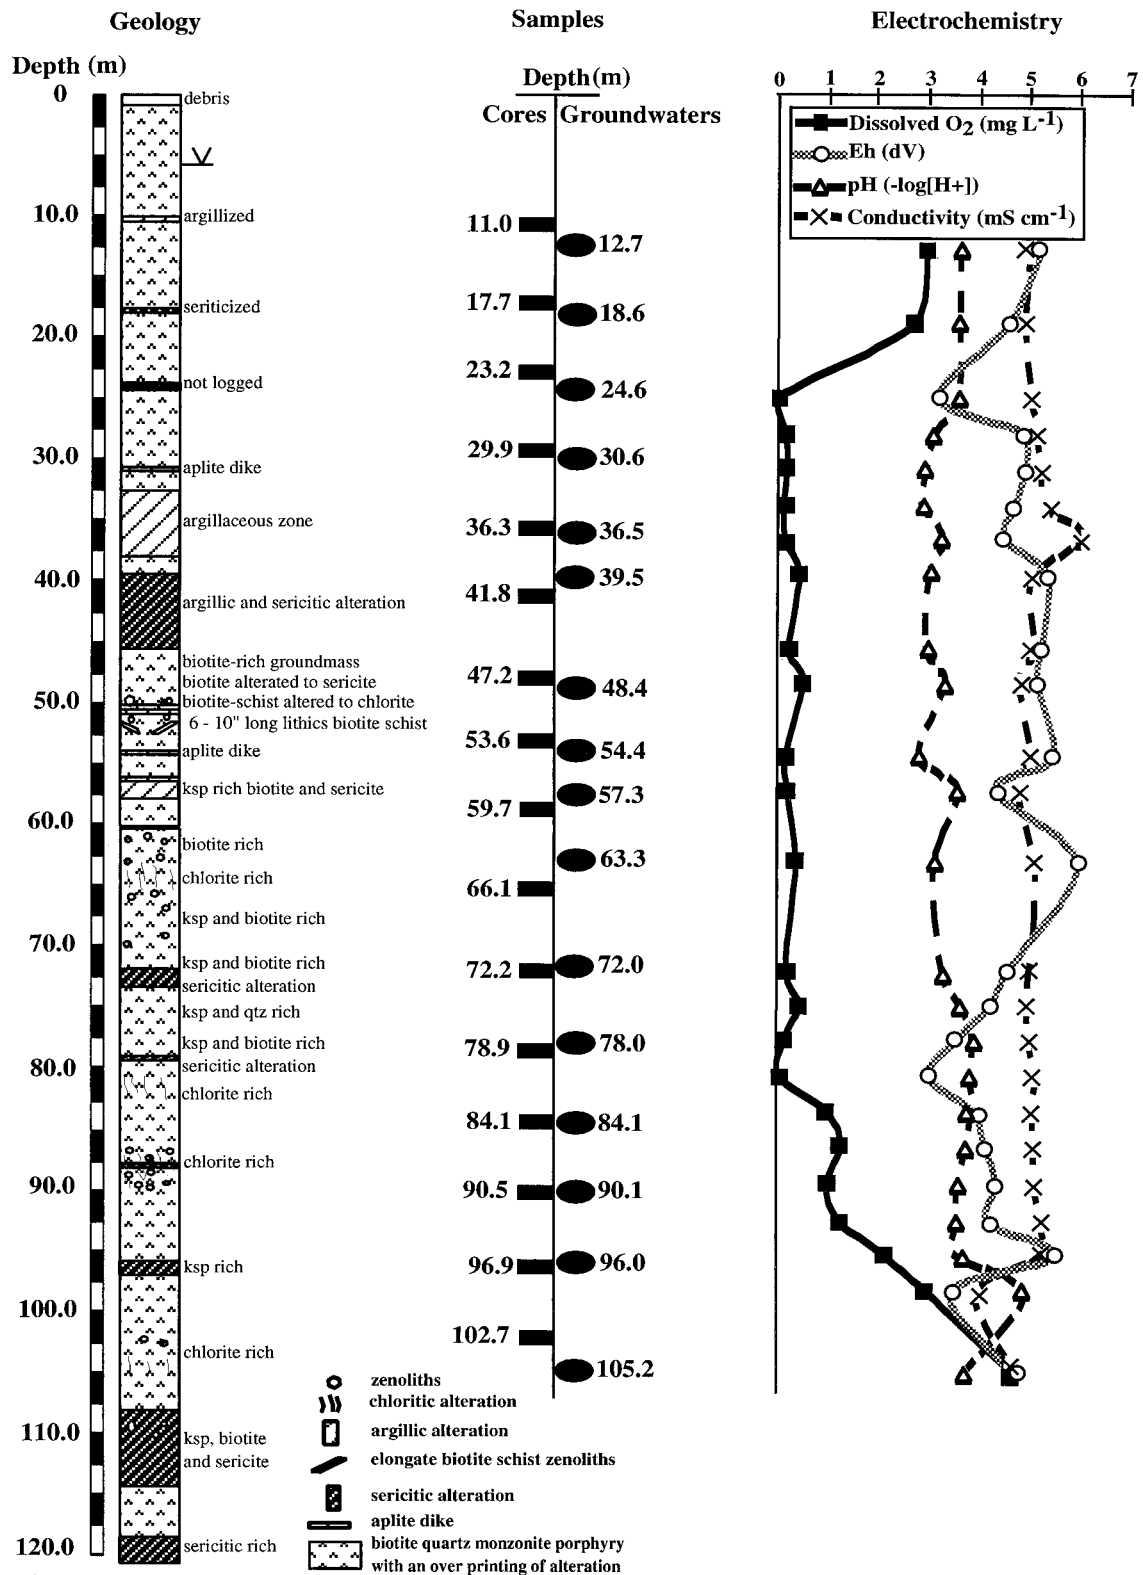 Geology
Samples
Electrochemistry
Depth (m)
Depth (m)
0 1 2 3 4 5 6 7
0
debris
Cores Groundwaters
Dissolved O2 (mg L-1)
Eh (dV)
pH (-log[H+])
Conductivity (mS cm-1)
10.0
argillized
11.0
12.7
17.7
seriticized
18.6
20.0
23.2
not logged
24.6
29.9
30.0
30.6
aplite dike
argillaceous zone
36.3
36.5
39.5
40.0
41.8
argillic and sericitic alteration
biotite-rich groundmass
47.2
biotite alterated to sericite
48.4
50.0
biotite-schist altered to chlorite
6 - 10" long lithics biotite schist
53.6
aplite dike
54.4
ksp rich biotite and sericite
57.3
59.7
60.0
biotite rich
63.3
chlorite rich
66.1
ksp and biotite rich
70.0
ksp and biotite rich
72.2
72.0
sericitic alteration
ksp and qtz rich
ksp and biotite rich
78.9
78.0
80.0
sericitic alteration
chlorite rich
84.1
84.1
chlorite rich
90.0
90.5
90.1
ksp rich
96.9
96.0
100.0
102.7
chlorite rich
105.2
zenoliths
chloritic alteration
110.0
argillic alteration
ksp, biotite
and sericite
elongate biotite schist zenoliths
sericitic alteration
aplite dike
120.0
sericitic rich
biotite quartz monzonite porphyry
with an over printing of alteration